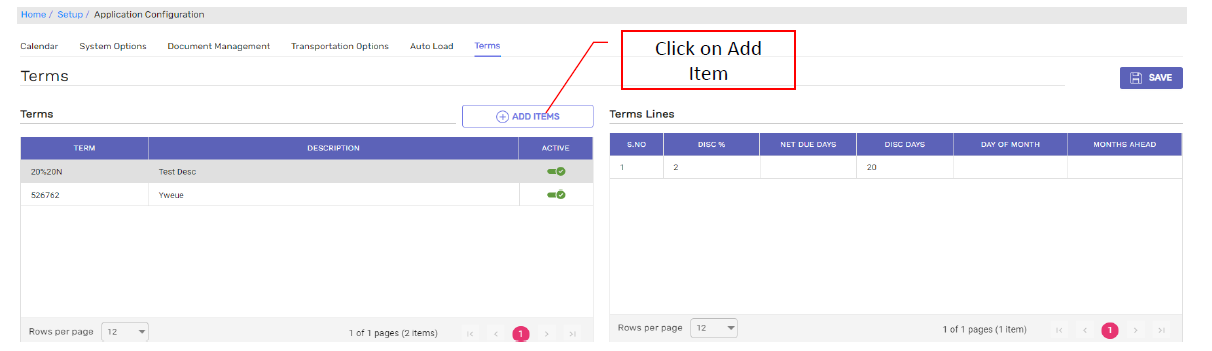 Home / Setup / Application Configuration
Calendar System Options Document Management Transportation Options Auto Load Terms
Click on Add
Item
Terms
SAVE
Terms
ADD ITEMS
TERM DESCRIPTION ACTIVE
20%20N Test Desc
526762 Yweue
Rows per page 12 1 of 1 pages (2 items) 1
Terms Lines
S.NO DISC % NET DUE DAYS DISC DAYS DAY OF MONTH MONTHS AHEAD
1 2 20
Rows per page 12 1 of 1 pages (1 item) 1